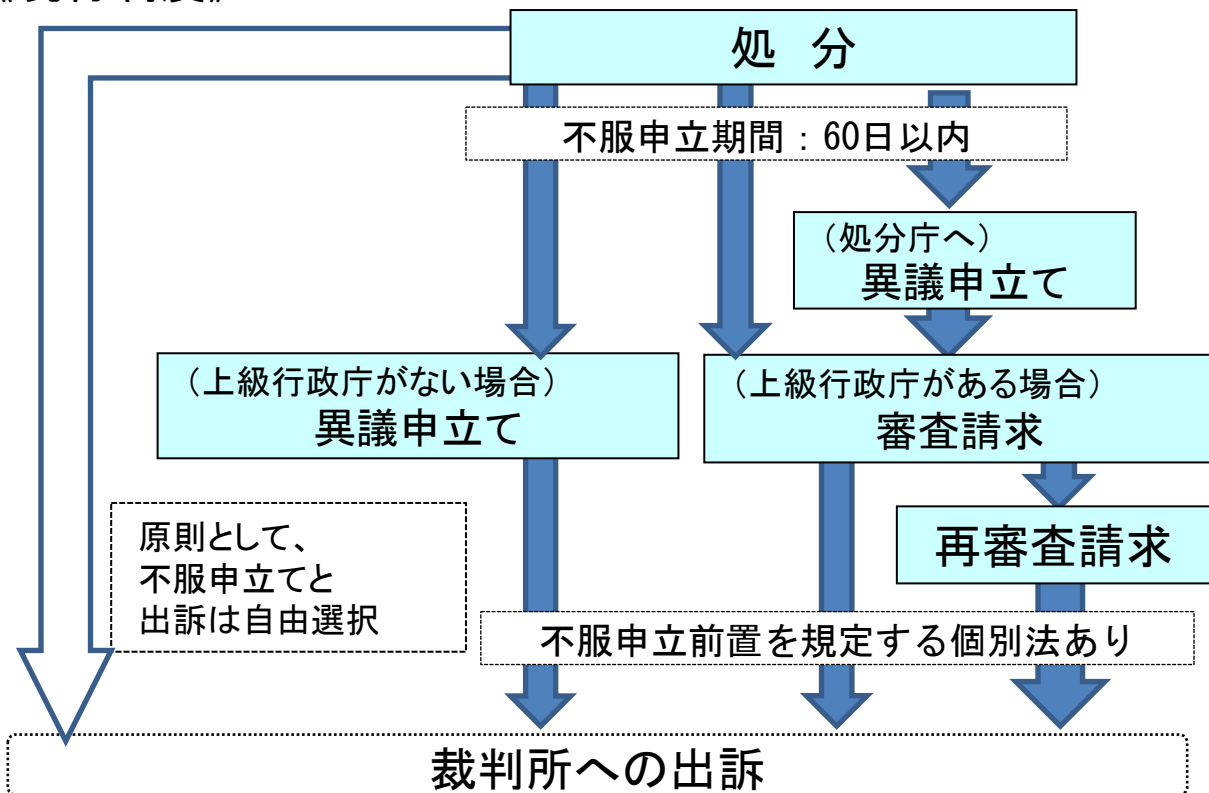 処 分
不服申立期間：60日以内
（処分庁へ）
異議申立て
（上級行政庁がない場合）
異議申立て
（上級行政庁がある場合）
審査請求
再審査請求
原則として、
不服申立てと
出訴は自由選択
不服申立前置を規定する個別法あり
裁判所への出訴